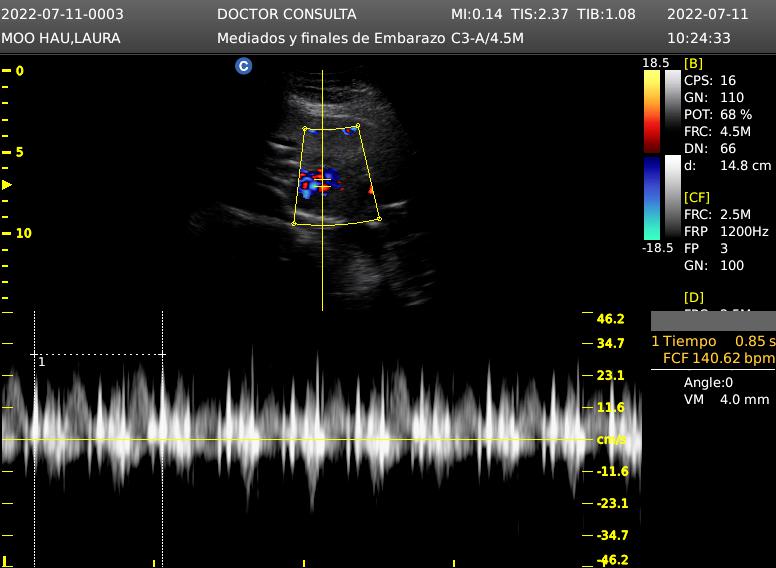 2022-07-11-0003 DOCTOR CONSULTA MI:0.14 TIS:2.37 TIB:1.08 2022-07-11
MOO HAU,LAURA Mediados y finales de Embarazo C3-A/4.5M 10:24:33
C
0
5
10
18.5
-18.5
[B]
CPS: 16
GN: 110
POT: 68 %
FRC: 4.5M
DN: 66
d: 14.8 cm
[CF]
FRC: 2.5M
FRP 1200Hz
FP 3
GN: 100
[D]
1 Tiempo 0.85 s
FCF 140.62 bpm
Angle:0
VM 4.0 mm
1
46.2
34.7
23.1
11.6
cm/s
-11.6
-23.1
-34.7
-46.2